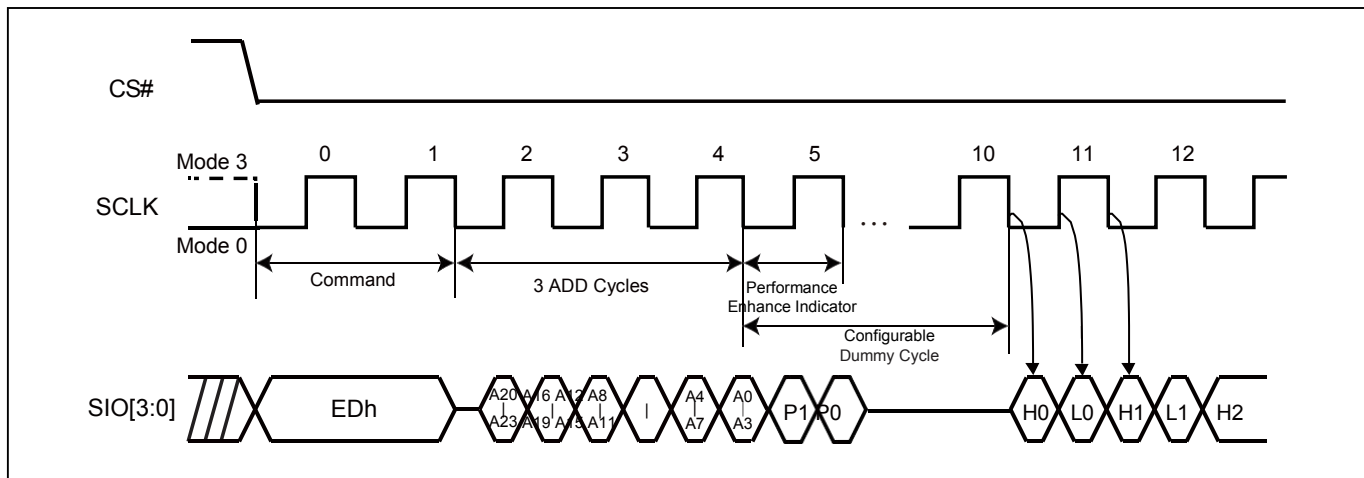 CS#
Mode 3
0 1 2 3 4 5 10 11 12
SCLK
...
Mode 0
Command
3 ADD Cycles
Performance
Enhance Indicator
Configurable
Dummy Cycle
SIO[3:0]
EDh
A20
|
A23
A16
|
A19
A12
|
A15
A8
|
A11
|
A4
|
A7
A0
|
A3
P1
P0
H0
L0
H1
L1
H2